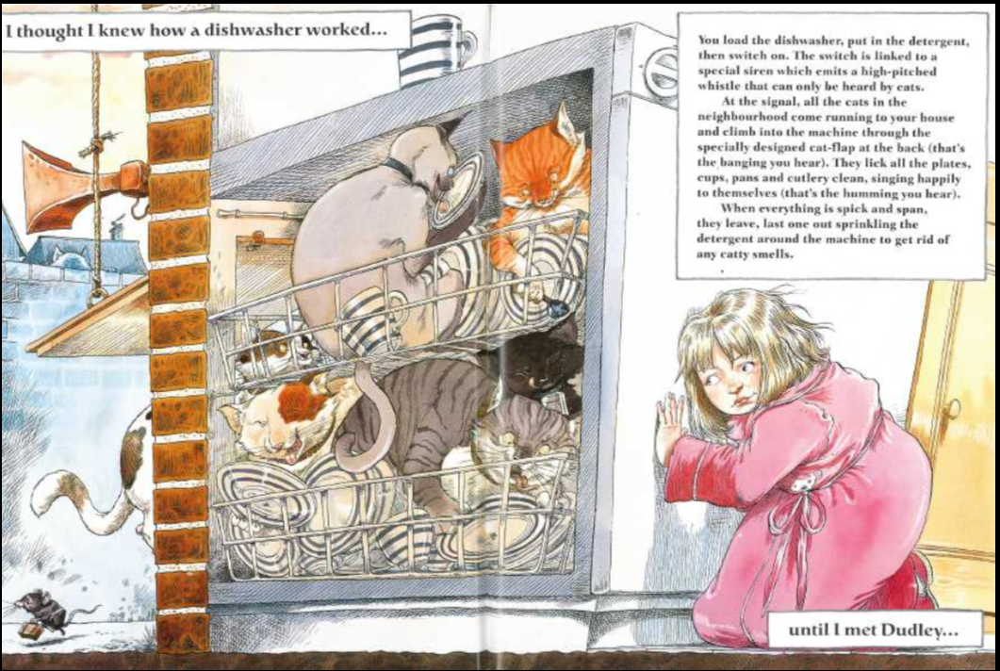 I thought I knew how a dishwasher worked...
You load the dishwasher, put in the detergent,
then switch on. The switch is linked to a
special siren which emits a high-pitched
whistle that can only be heard by cats.
At the signal, all the cats in the
neighbourhood come running to your house
and climb into the machine through the
specially designed cat-flap at the back (that's
the banging you hear). They lick all the plates,
cups, pans and cutlery clean, singing happily
to themselves (that's the humming you hear).
When everything is spick and span,
they leave, last one out sprinkling the
detergent around the machine to get rid of
any catty smells.
until I met Dudley...